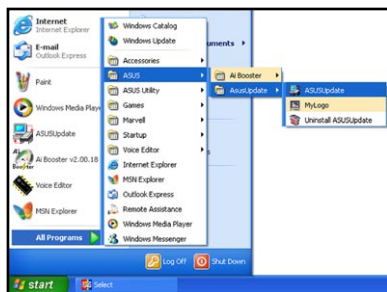 Internet
Internet Explorer
E-mail
Outlook Express
Paint
Windows Media Playe
ASUSUpdate
Ai Booster v2.00.18
Voice Editor
MSN Explorer
All Programs
Windows Catalog
Windows Update
Accessories
ASUS
ASUS Utility
Games
Marvell
Startup
Voice Editor
Internet Explorer
MSN Explorer
Outlook Express
Remote Assistance
Windows Media Player
Windows Messenger
uments
s
Ai Booster
AsusUpdate
ASUSUpdate
MyLogo
Uninstall ASUSUpdate
Log Off
Shut Down
start
Select